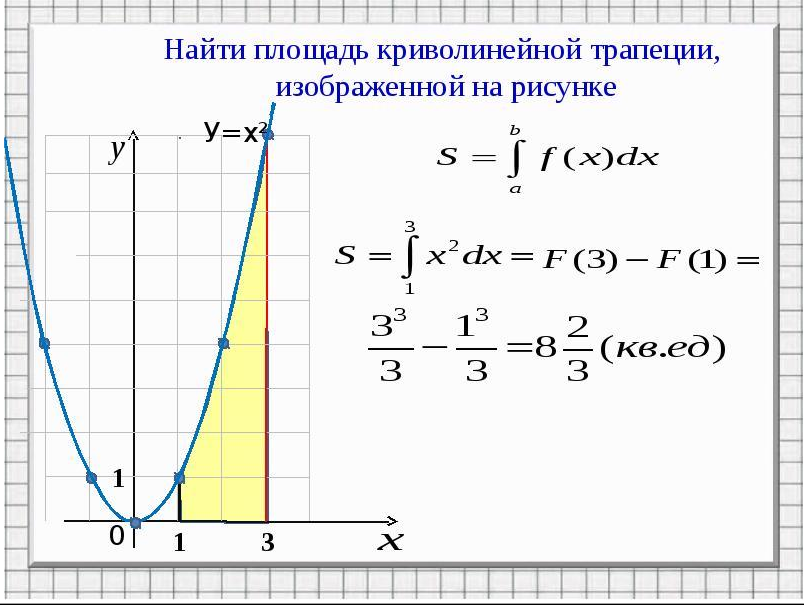 Найти площадь криволинейной трапеции,
изображенной на рисунке
y
У=х²
1
0
1
3
x
S = ∫ₐᵇ f(x)dx
S = ∫₁³ x²dx = F(3) − F(1) =
3³/3 − 1³/3 = 8 2/3 (кв.ед)